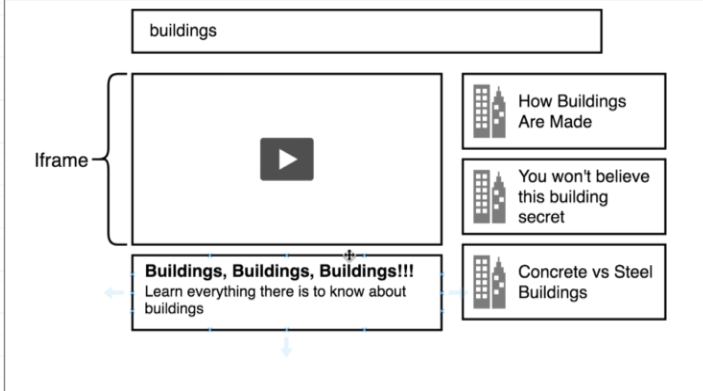 buildings
Iframe
Buildings, Buildings, Buildings!!!
Learn everything there is to know about
buildings
How Buildings
Are Made
You won't believe
this building
secret
Concrete vs Steel
Buildings